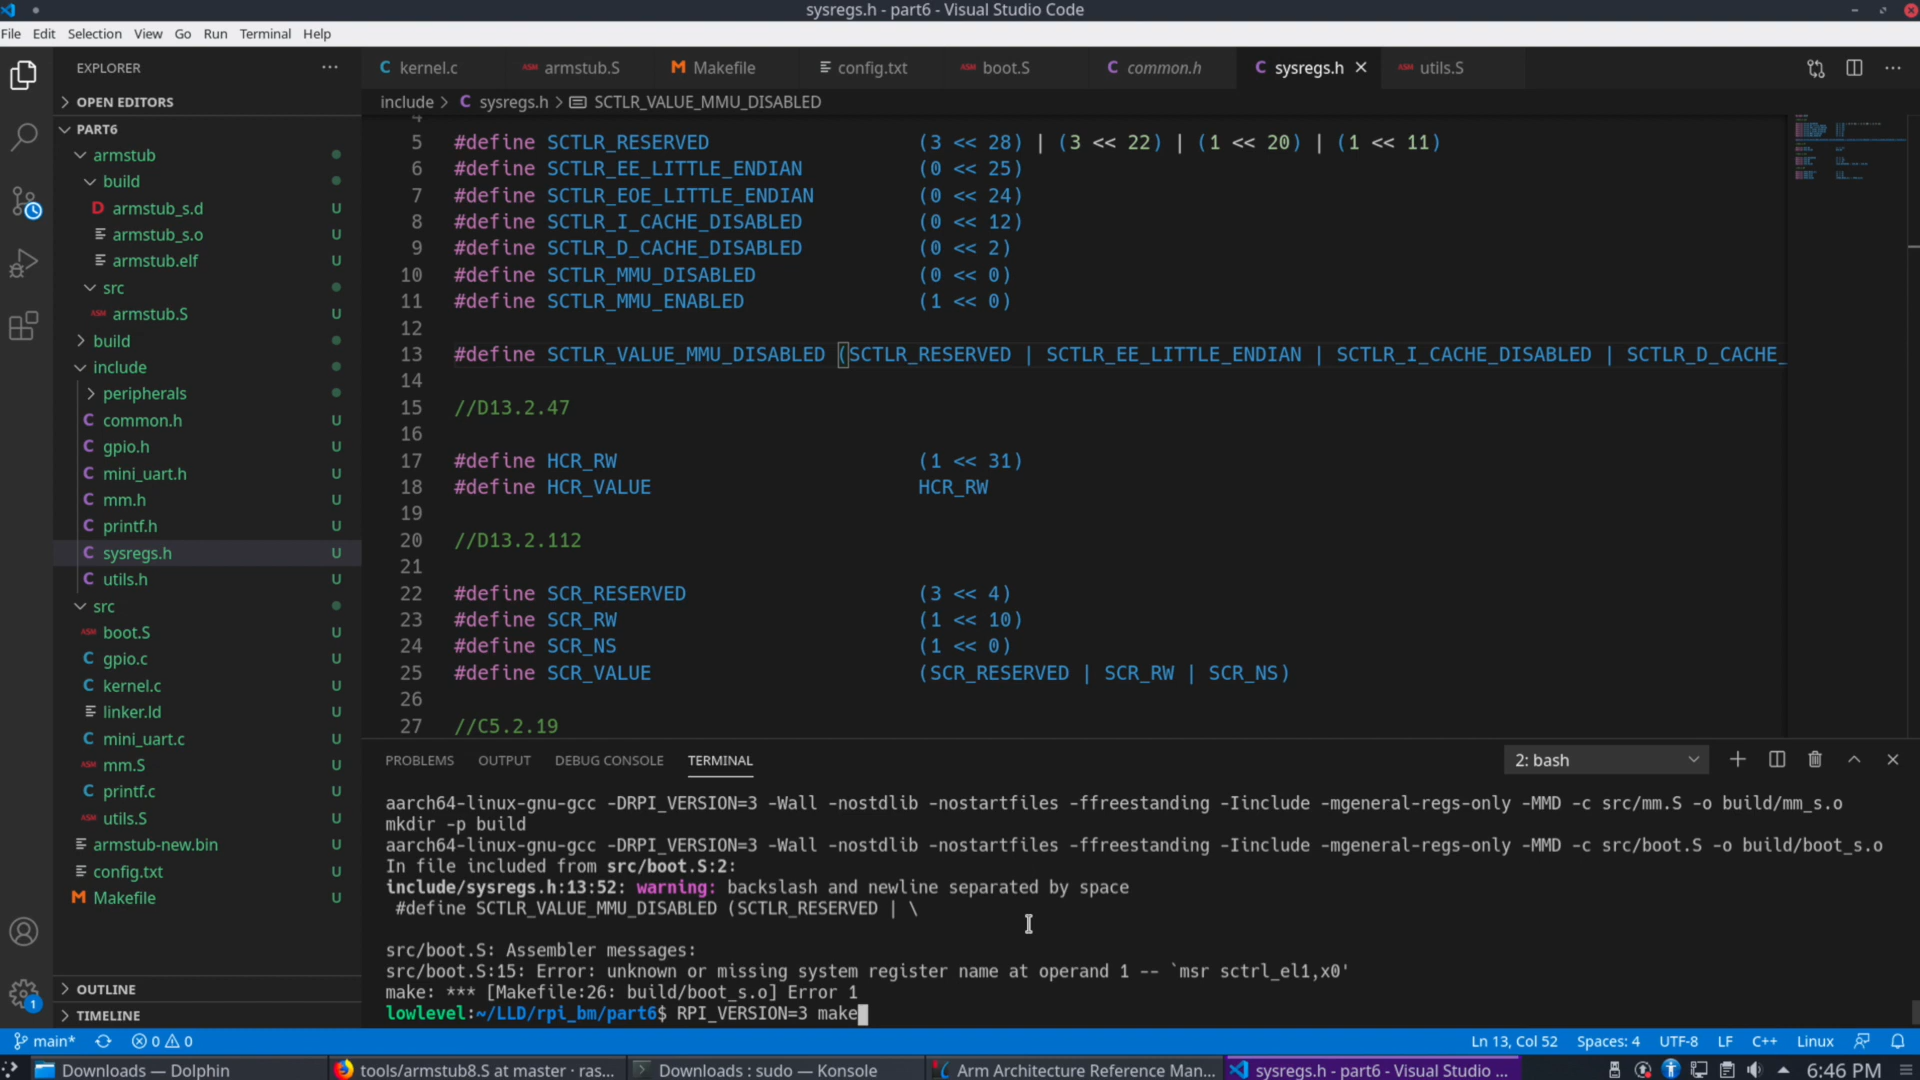 sysregs.h - part6 - Visual Studio Code
File Edit Selection View Go Run Terminal Help
EXPLORER
OPEN EDITORS
PART6
armstub
build
D armstub_s.d U
armstub_s.o U
armstub.elf U
src
ASM armstub.S U
build
include
peripherals
C common.h U
C gpio.h U
C mini_uart.h U
C mm.h U
C printf.h U
C sysregs.h U
C utils.h U
src
ASM boot.S U
C gpio.c U
C kernel.c U
linker.ld U
C mini_uart.c U
ASM mm.S U
C printf.c U
ASM utils.S U
armstub-new.bin U
config.txt U
M Makefile U
OUTLINE
TIMELINE
1
C kernel.c ASM armstub.S M Makefile config.txt ASM boot.S C common.h C sysregs.h ASM utils.S
include > C sysregs.h > SCTLR_VALUE_MMU_DISABLED
4
5 #define SCTLR_RESERVED (3 << 28) | (3 << 22) | (1 << 20) | (1 << 11)
6 #define SCTLR_EE_LITTLE_ENDIAN (0 << 25)
7 #define SCTLR_EOE_LITTLE_ENDIAN (0 << 24)
8 #define SCTLR_I_CACHE_DISABLED (0 << 12)
9 #define SCTLR_D_CACHE_DISABLED (0 << 2)
10 #define SCTLR_MMU_DISABLED (0 << 0)
11 #define SCTLR_MMU_ENABLED (1 << 0)
12
13 #define SCTLR_VALUE_MMU_DISABLED (SCTLR_RESERVED | SCTLR_EE_LITTLE_ENDIAN | SCTLR_I_CACHE_DISABLED | SCTLR_D_CACHE_
14
15 //D13.2.47
16
17 #define HCR_RW (1 << 31)
18 #define HCR_VALUE HCR_RW
19
20 //D13.2.112
21
22 #define SCR_RESERVED (3 << 4)
23 #define SCR_RW (1 << 10)
24 #define SCR_NS (1 << 0)
25 #define SCR_VALUE (SCR_RESERVED | SCR_RW | SCR_NS)
26
27 //C5.2.19
PROBLEMS OUTPUT DEBUG CONSOLE TERMINAL 2: bash
aarch64-linux-gnu-gcc -DRPI_VERSION=3 -Wall -nostdlib -nostartfiles -ffreestanding -Iinclude -mgeneral-regs-only -MMD -c src/mm.S -o build/mm_s.o
mkdir -p build
aarch64-linux-gnu-gcc -DRPI_VERSION=3 -Wall -nostdlib -nostartfiles -ffreestanding -Iinclude -mgeneral-regs-only -MMD -c src/boot.S -o build/boot_s.o
In file included from src/boot.S:2:
include/sysregs.h:13:52: warning: backslash and newline separated by space
#define SCTLR_VALUE_MMU_DISABLED (SCTLR_RESERVED | \
src/boot.S: Assembler messages:
src/boot.S:15: Error: unknown or missing system register name at operand 1 -- `msr sctrl_el1,x0'
make: *** [Makefile:26: build/boot_s.o] Error 1
lowlevel:~/LLD/rpi_bm/part6$ RPI_VERSION=3 make
main* 0 0 Ln 13, Col 52 Spaces: 4 UTF-8 LF C++ Linux
Downloads — Dolphin tools/armstub8.S at master · ras... Downloads : sudo — Konsole Arm Architecture Reference Man... sysregs.h - part6 - Visual Studio ... 6:46 PM